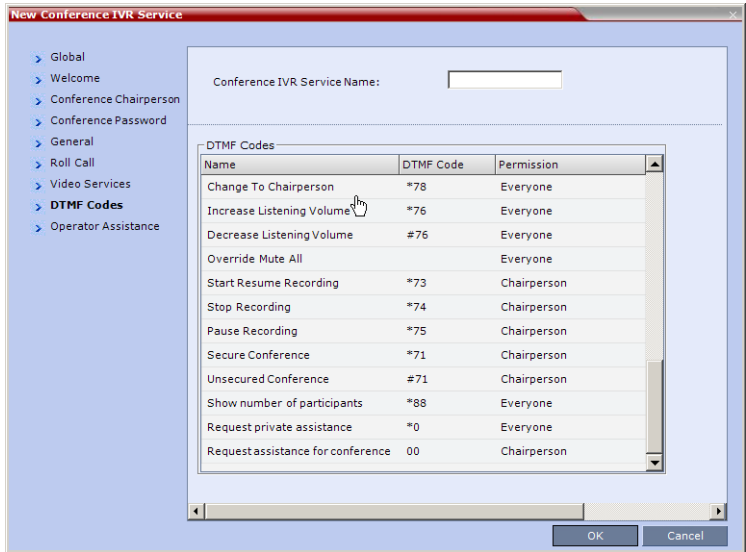 New Conference IVR Service
Global
Welcome
Conference Chairperson
Conference Password
General
Roll Call
Video Services
DTMF Codes
Operator Assistance
Conference IVR Service Name:
DTMF Codes
Name DTMF Code Permission
Change To Chairperson *78 Everyone
Increase Listening Volume *76 Everyone
Decrease Listening Volume #76 Everyone
Override Mute All Everyone
Start Resume Recording *73 Chairperson
Stop Recording *74 Chairperson
Pause Recording *75 Chairperson
Secure Conference *71 Chairperson
Unsecured Conference #71 Chairperson
Show number of participants *88 Everyone
Request private assistance *0 Everyone
Request assistance for conference 00 Chairperson
OK Cancel